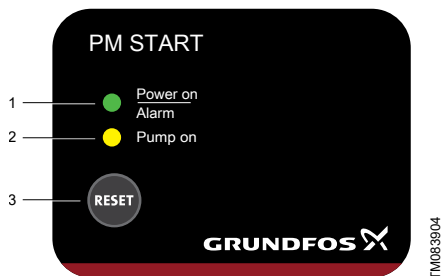 PM START
1
Power on
Alarm
2
Pump on
3
RESET
GRUNDFOS
TM083904